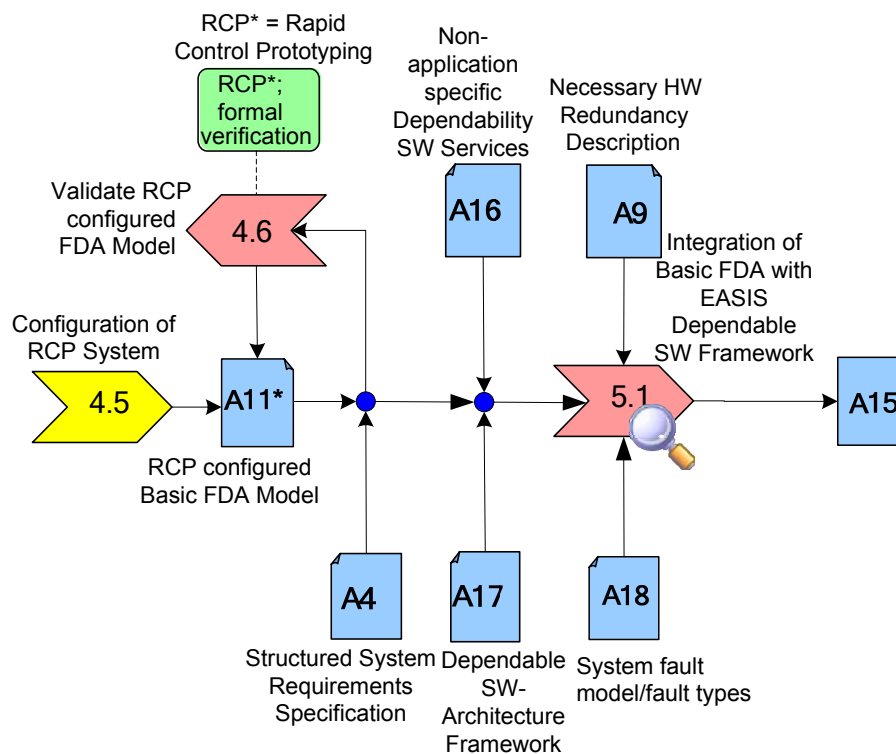 RCP* = Rapid
Control Prototyping
RCP*;
formal
verification
Non-
application
specific
Dependability
SW Services
Necessary HW
Redundancy
Description
Validate RCP
configured
FDA Model
4.6
A16
A9
Integration of
Basic FDA with
EASIS
Dependable
SW Framework
Configuration of
RCP System
4.5
A11*
5.1
A15
RCP configured
Basic FDA Model
A4
A17
A18
Structured System
Requirements
Specification
Dependable
SW-
Architecture
Framework
System fault
model/fault types